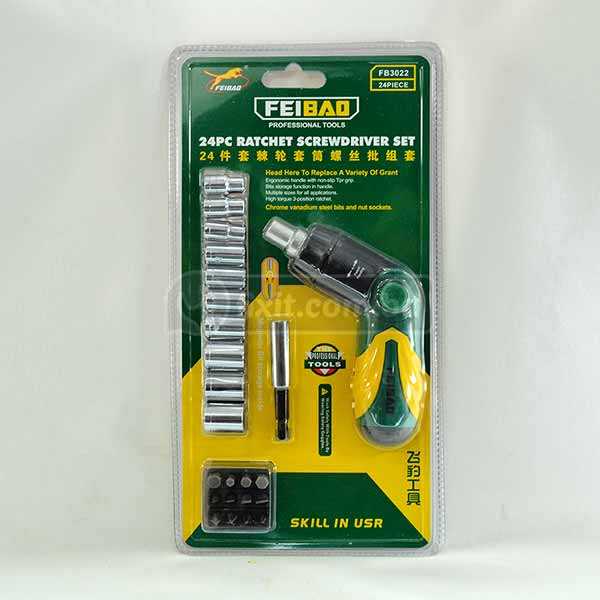 FEIBAO
FB3022
24PIECE
FEIBAO
PROFESSIONAL TOOLS
24PC RATCHET SCREWDRIVER SET
24件套棘轮套筒螺丝批组套
Head Here To Replace A Variety Of Grant
Ergonomic handle with non-slip Tpr grip.
Bits storage function in handle.
Multiple sizes for all applications.
High torque 3-position ratchet.
Chrome vanadium steel bits and nut sockets.
fixit.com
PROFESSIONAL
TOOLS
FEIBAO
飞豹工具
SKILL IN USR